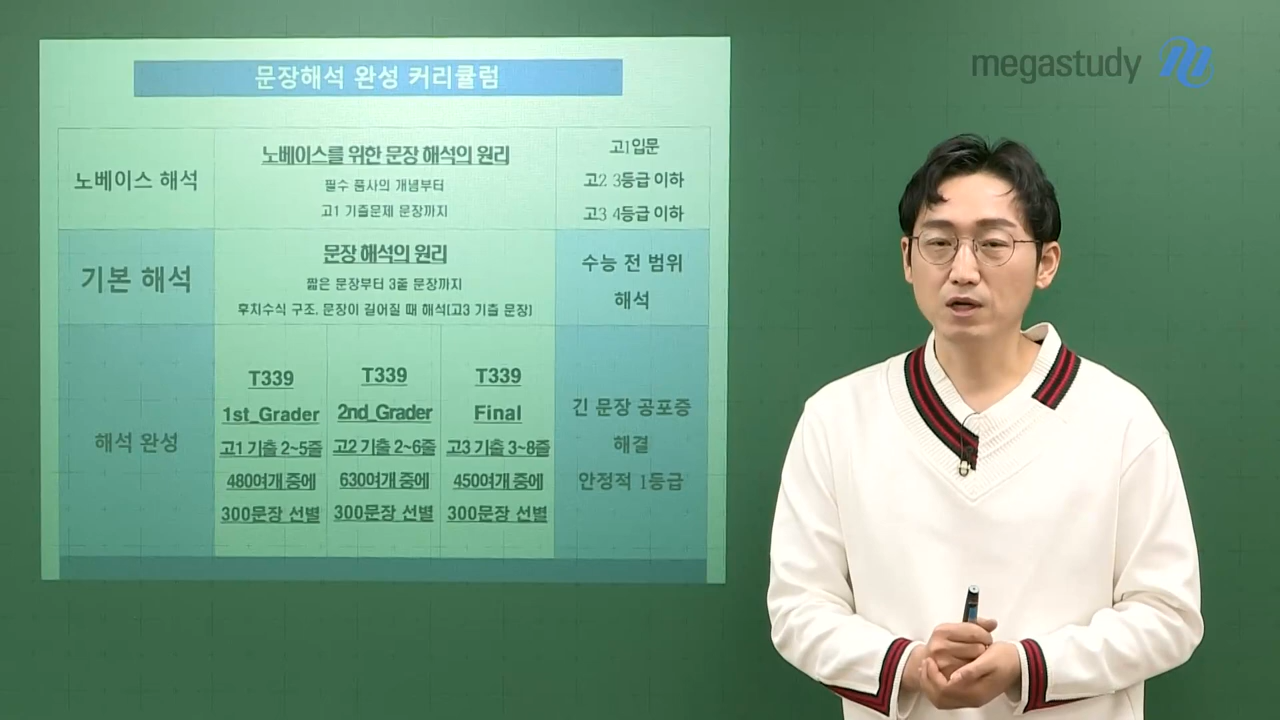 megastudy
문장해석 완성 커리큘럼
노베이스 해석
노베이스를 위한 문장 해석의 원리
필수 품사의 개념부터
고1 기출문제 문장까지
고1입문
고2 3등급 이하
고3 4등급 이하
기본 해석
문장 해석의 원리
짧은 문장부터 3줄 문장까지
후치수식 구조, 문장이 길어질 때 해석(고3 기출 문장)
수능 전 범위
해석
해석 완성
T339
1st_Grader
고1 기출 2~5줄
480여개 중에
300문장 선별
T339
2nd_Grader
고2 기출 2~6줄
630여개 중에
300문장 선별
T339
Final
고3 기출 3~8줄
450여개 중에
300문장 선별
긴 문장 공포증
해결
안정적 1등급